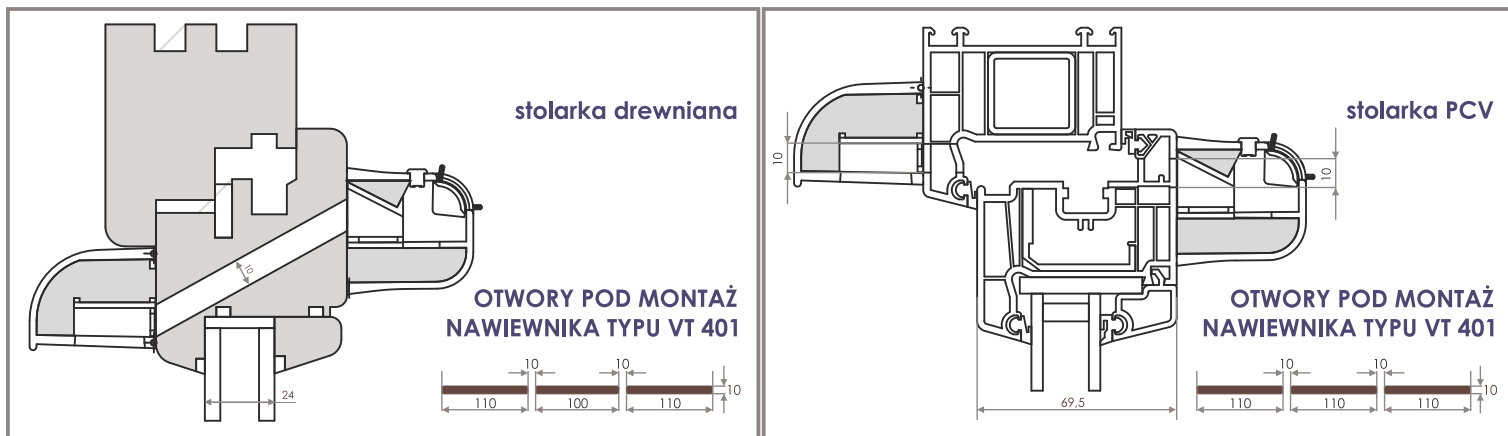 stolarka drewniana
10
OTWORY POD MONTAŻ
NAWIEWNIKA TYPU VT 401
10 10
10
110 100 110
24
stolarka PCV
10
10
OTWORY POD MONTAŻ
NAWIEWNIKA TYPU VT 401
10 10
10
110 110 110
69,5